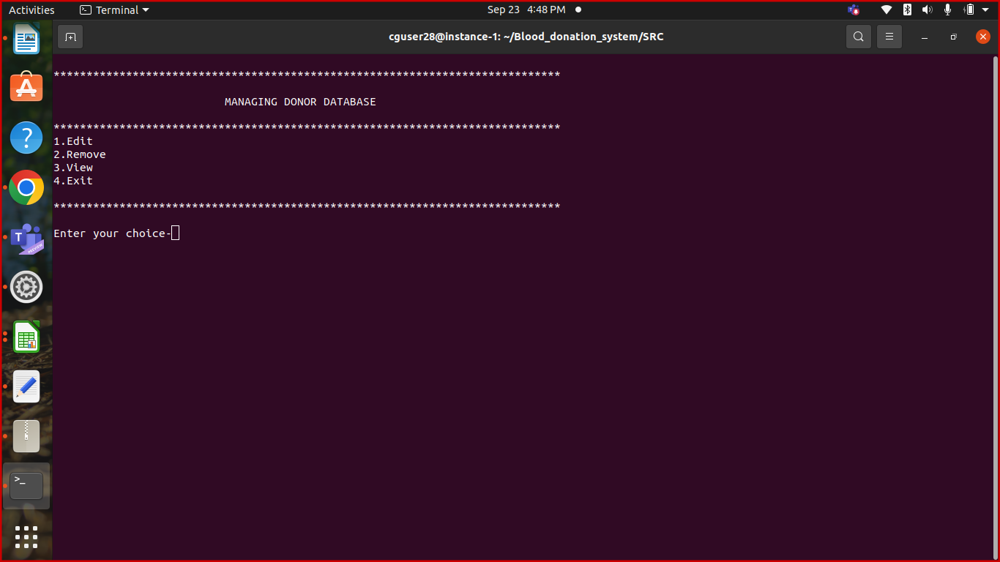 Activities
Terminal
Sep 23 4:48 PM
cguser28@instance-1: ~/Blood_donation_system/SRC
*****************************************************************************
MANAGING DONOR DATABASE
*****************************************************************************
1.Edit
2.Remove
3.View
4.Exit
*****************************************************************************
Enter your choice-